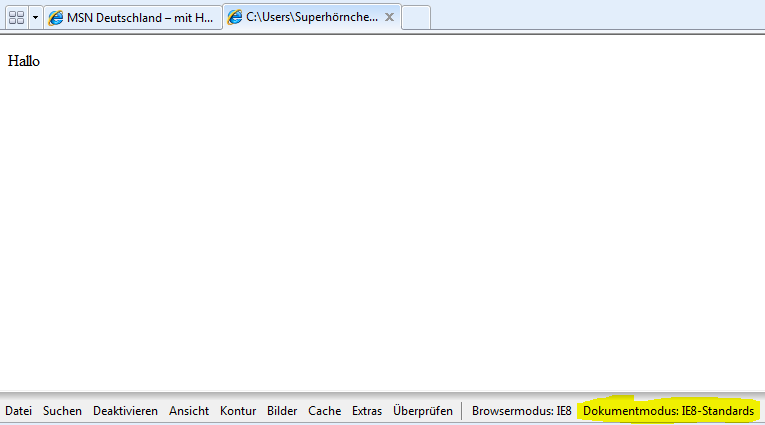 MSN Deutschland – mit H...
C:\Users\Superhörnche...
Hallo
Datei Suchen Deaktivieren Ansicht Kontur Bilder Cache Extras Überprüfen Browsermodus: IE8 Dokumentmodus: IE8-Standards